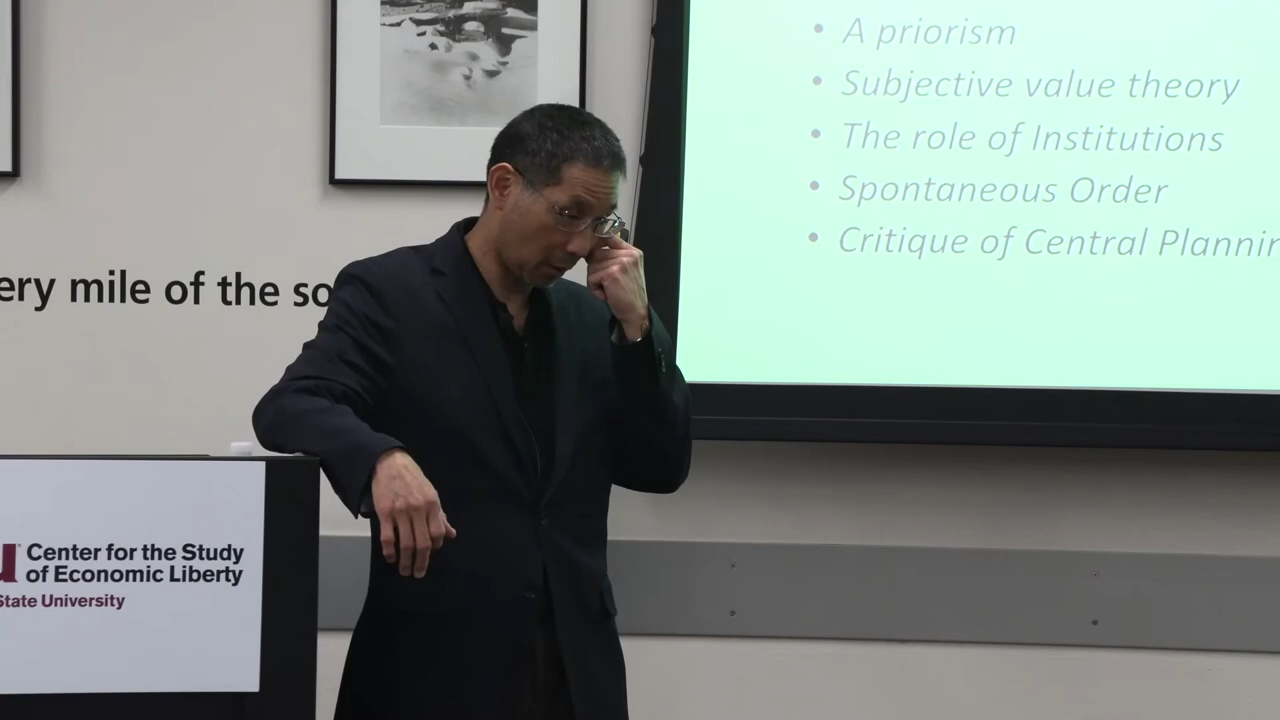 • A priorism
• Subjective value theory
• The role of Institutions
• Spontaneous Order
• Critique of Central Plannin
ery mile of the so
Center for the Study
of Economic Liberty
State University